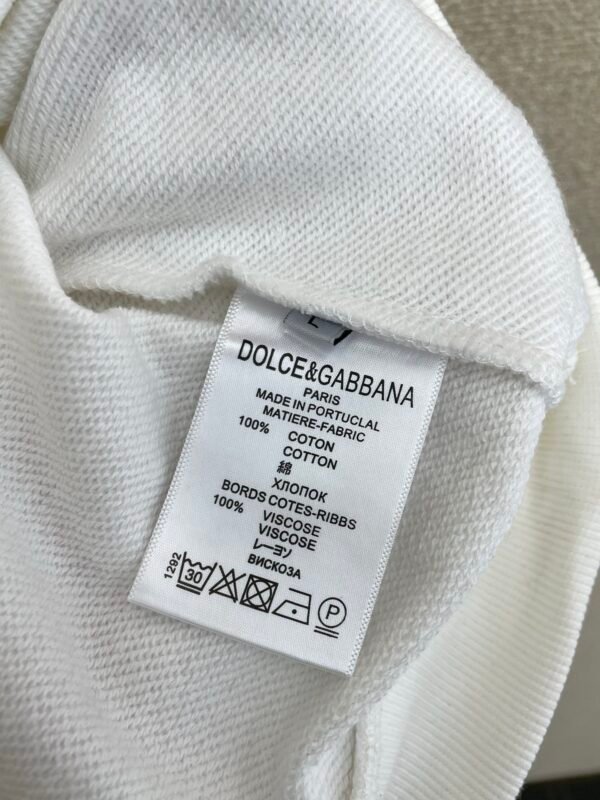 L
DOLCE&GABBANA
PARIS
MADE IN PORTUCLAL
MATIERE-FABRIC
100% COTON
COTTON
綿
ХЛОПОК
BORDS COTES-RIBBS
100% VISCOSE
VISCOSE
レーヨソ
ВИСКОЗА
1292
30
P